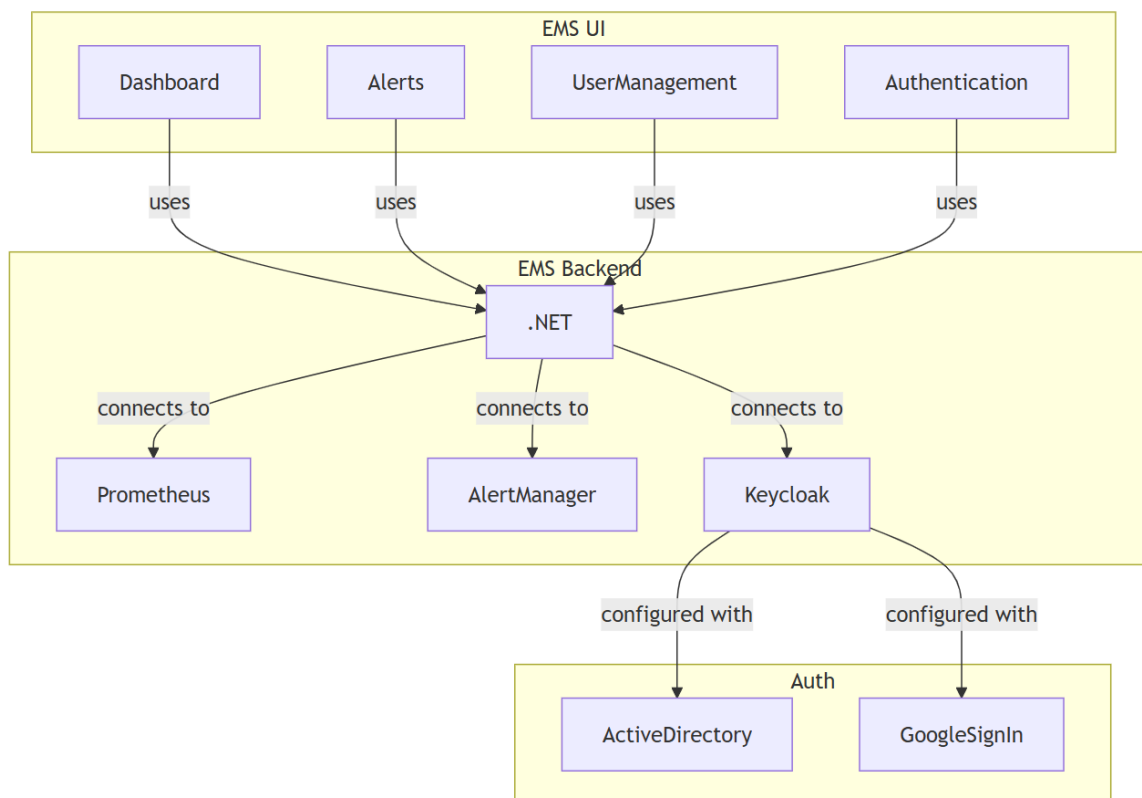 EMS UI
Dashboard
Alerts
UserManagement
Authentication
uses
uses
uses
uses
EMS Backend
.NET
connects to
connects to
connects to
Prometheus
AlertManager
Keycloak
configured with
configured with
Auth
ActiveDirectory
GoogleSignIn